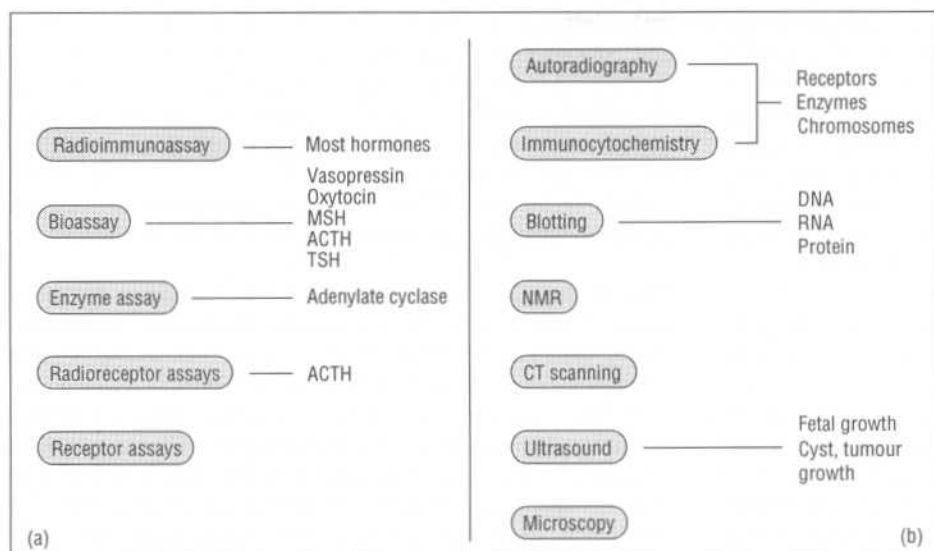 Radioimmunoassay
Most hormones
Bioassay
Vasopressin
Oxytocin
MSH
ACTH
TSH
Enzyme assay
Adenylate cyclase
Radioreceptor assays
ACTH
Receptor assays
(a)
Autoradiography
Immunocytochemistry
Receptors
Enzymes
Chromosomes
Blotting
DNA
RNA
Protein
NMR
CT scanning
Ultrasound
Fetal growth
Cyst, tumour
growth
Microscopy
(b)